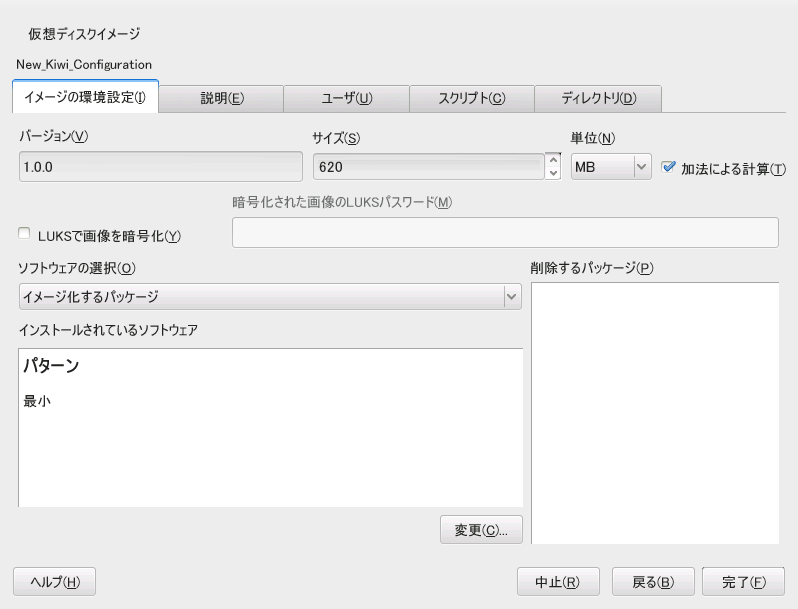 仮想ディスクイメージ
New_Kiwi_Configuration
イメージの環境設定(I) 説明(E) ユーザ(U) スクリプト(C) ディレクトリ(D)
バージョン(V) サイズ(S) 単位(N)
1.0.0 620 MB 加法による計算(T)
暗号化された画像のLUKSパスワード(M)
LUKSで画像を暗号化(Y)
ソフトウェアの選択(O) 削除するパッケージ(P)
イメージ化するパッケージ
インストールされているソフトウェア
パターン
最小
変更(C)...
ヘルプ(H) 中止(R) 戻る(B) 完了(F)